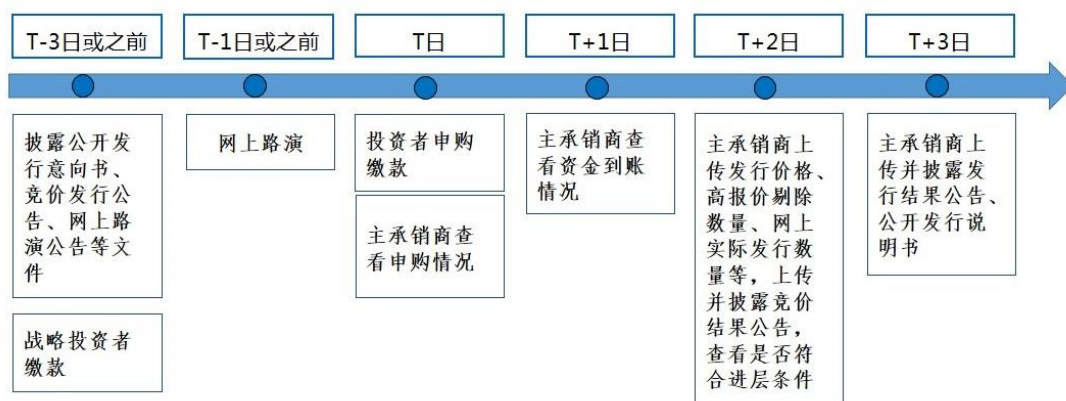 T-3日或之前
T-1日或之前
T日
T+1日
T+2日
T+3日
披露公开发
行意向书、
竞价发行公
告、网上路
演公告等文
件
战略投资者
缴款
网上路演
投资者申购
缴款
主承销商查
看申购情况
主承销商查
看资金到账
情况
主承销商上
传发行价格、
高报价剔除
数量、网上
实际发行数
量等，上传
并披露竞价
结果公告，
查看是否符
合进层条件
主承销商上
传并披露发
行结果公告、
公开发行说
明书